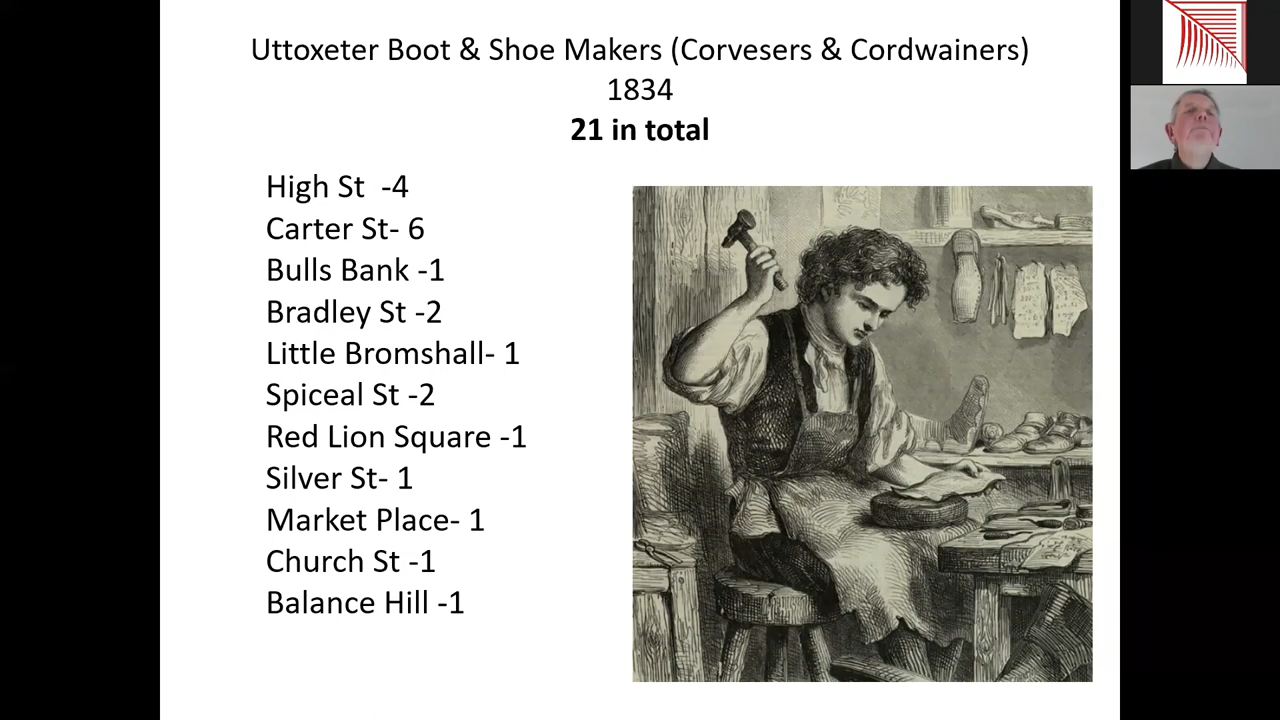 Uttoxeter Boot & Shoe Makers (Corvesers & Cordwainers)
1834
21 in total
High St -4
Carter St- 6
Bulls Bank -1
Bradley St -2
Little Bromshall- 1
Spiceal St -2
Red Lion Square -1
Silver St- 1
Market Place- 1
Church St -1
Balance Hill -1